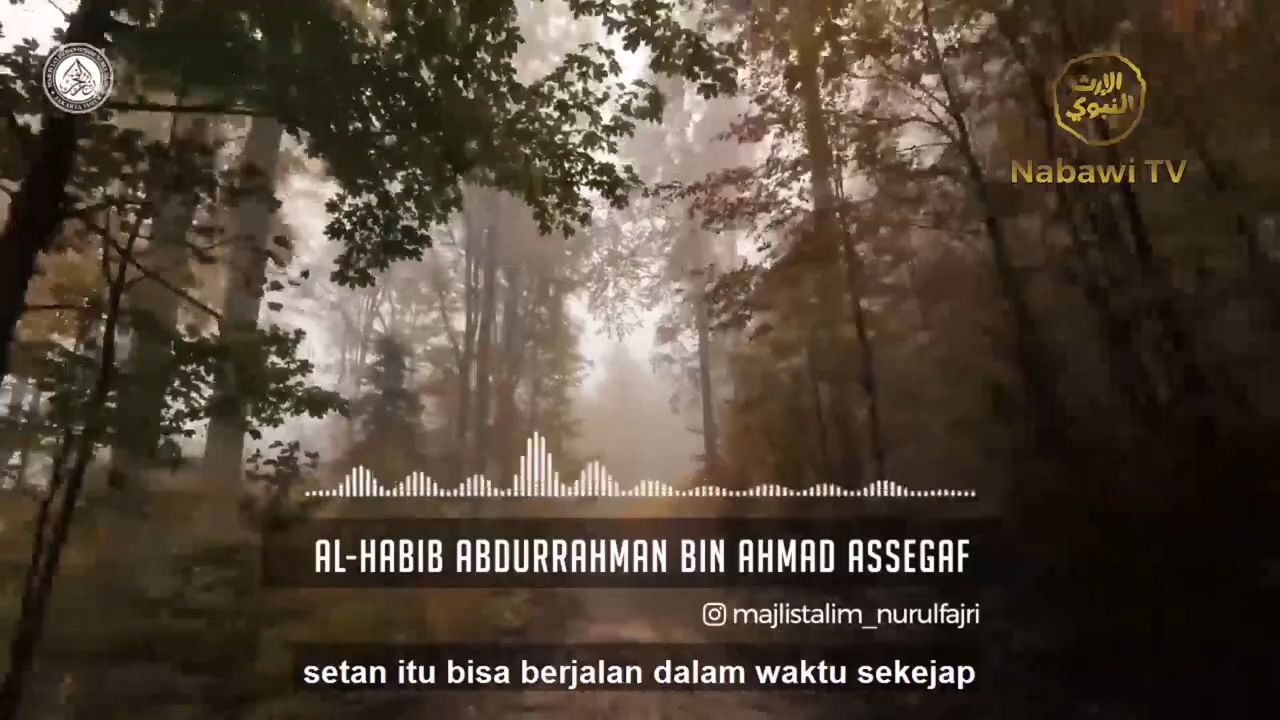 الإرث
النبوي
Nabawi TV
AL-HABIB ABDURRAHMAN BIN AHMAD ASSEGAF
majlistalim_nurulfajri
setan itu bisa berjalan dalam waktu sekejap